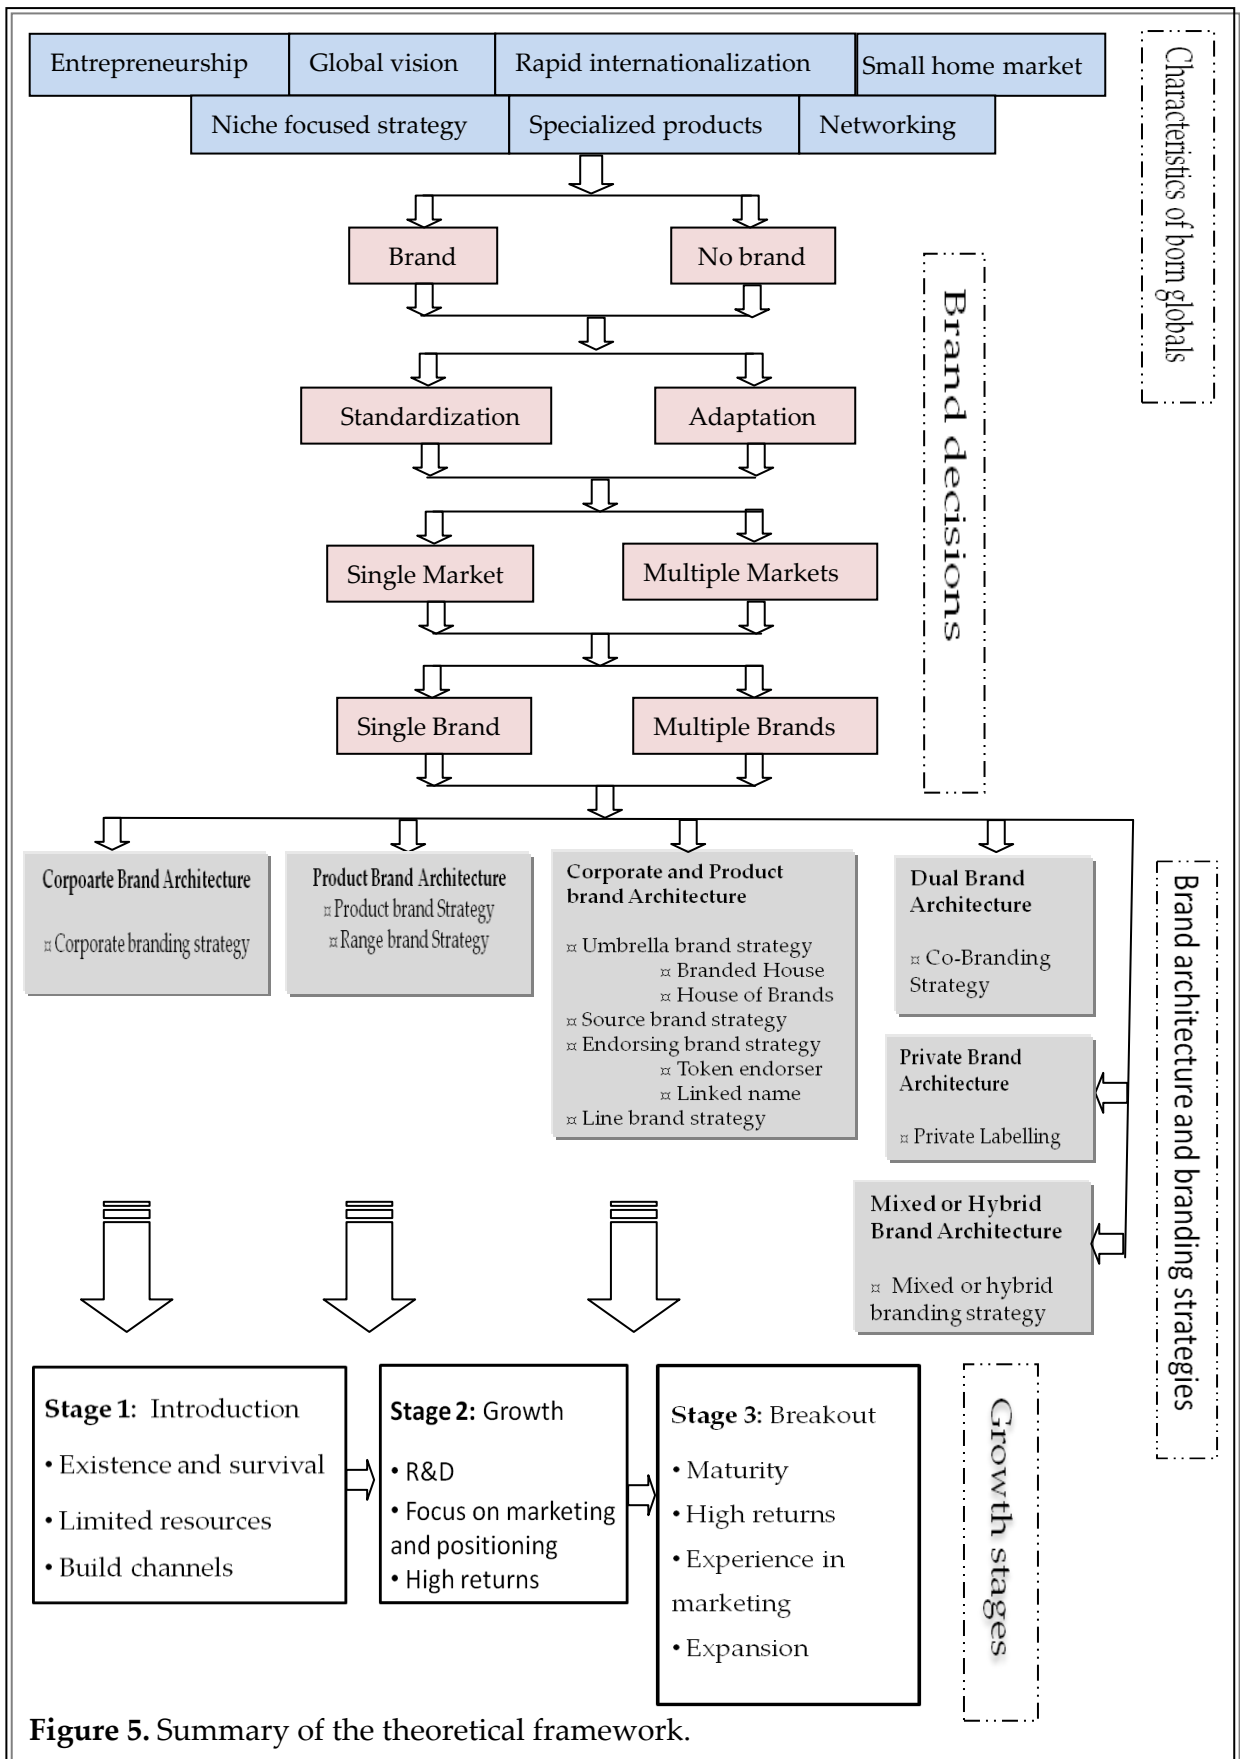 Entrepreneurship
Global vision
Rapid internationalization
Small home market
Niche focused strategy
Specialized products
Networking
Characteristics of born globals
Brand
No brand
Standardization
Adaptation
Single Market
Multiple Markets
Single Brand
Multiple Brands
Brand decisions
Corpoarte Brand Architecture
¤ Corporate branding strategy
Product Brand Architecture
¤ Product brand Strategy
¤ Range brand Strategy
Corporate and Product
brand Architecture
¤ Umbrella brand strategy
¤ Branded House
¤ House of Brands
¤ Source brand strategy
¤ Endorsing brand strategy
¤ Token endorser
¤ Linked name
¤ Line brand strategy
Dual Brand
Architecture
¤ Co-Branding
Strategy
Private Brand
Architecture
¤ Private Labelling
Mixed or Hybrid
Brand Architecture
¤ Mixed or hybrid
branding strategy
Brand architecture and branding strategies
Stage 1: Introduction
• Existence and survival
• Limited resources
• Build channels
Stage 2: Growth
• R&D
• Focus on marketing
and positioning
• High returns
Stage 3: Breakout
• Maturity
• High returns
• Experience in
marketing
• Expansion
Growth stages
Figure 5. Summary of the theoretical framework.